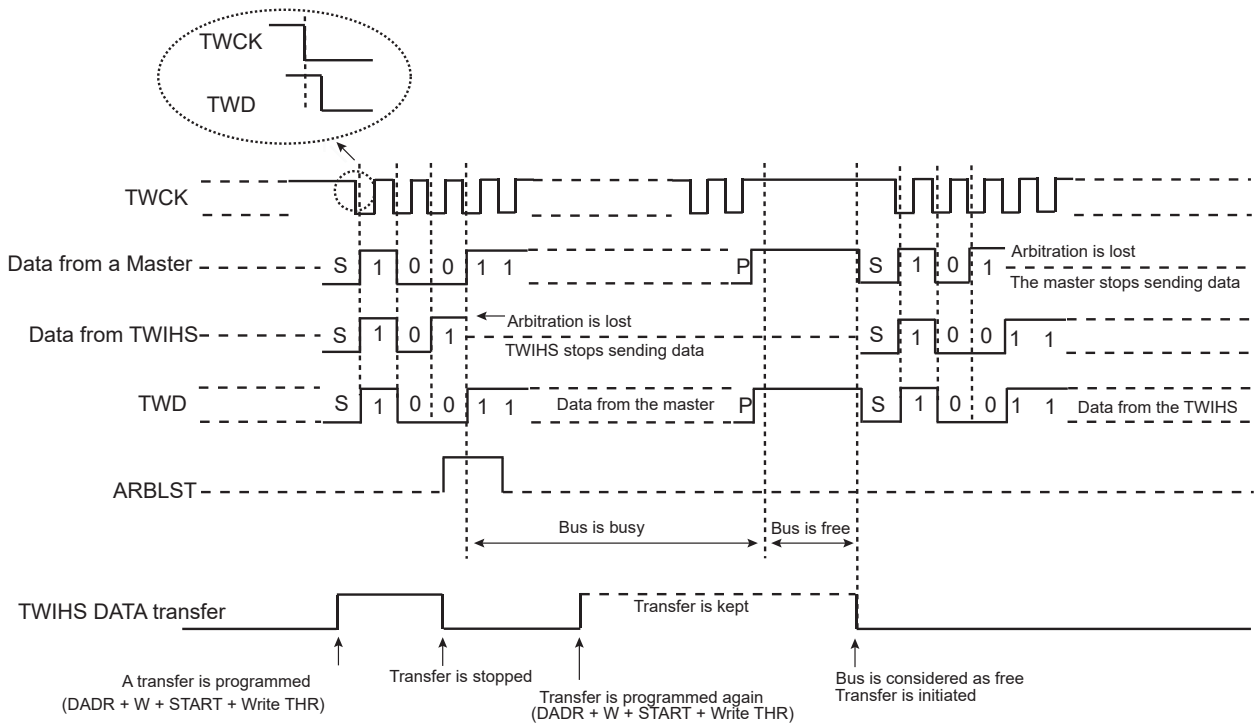 TWCK
TWD
TWCK
Data from a Master
S 1 0 0 1 1
P
S 1 0 1
Arbitration is lost
The master stops sending data
Data from TWIHS
S 1 0 1
Arbitration is lost
TWIHS stops sending data
S 1 0 0 1 1
TWD
S 1 0 0 1 1
Data from the master
P
S 1 0 0 1 1
Data from the TWIHS
ARBLST
Bus is busy
Bus is free
TWIHS DATA transfer
Transfer is kept
A transfer is programmed
(DADR + W + START + Write THR)
Transfer is stopped
Transfer is programmed again
(DADR + W + START + Write THR)
Bus is considered as free
Transfer is initiated